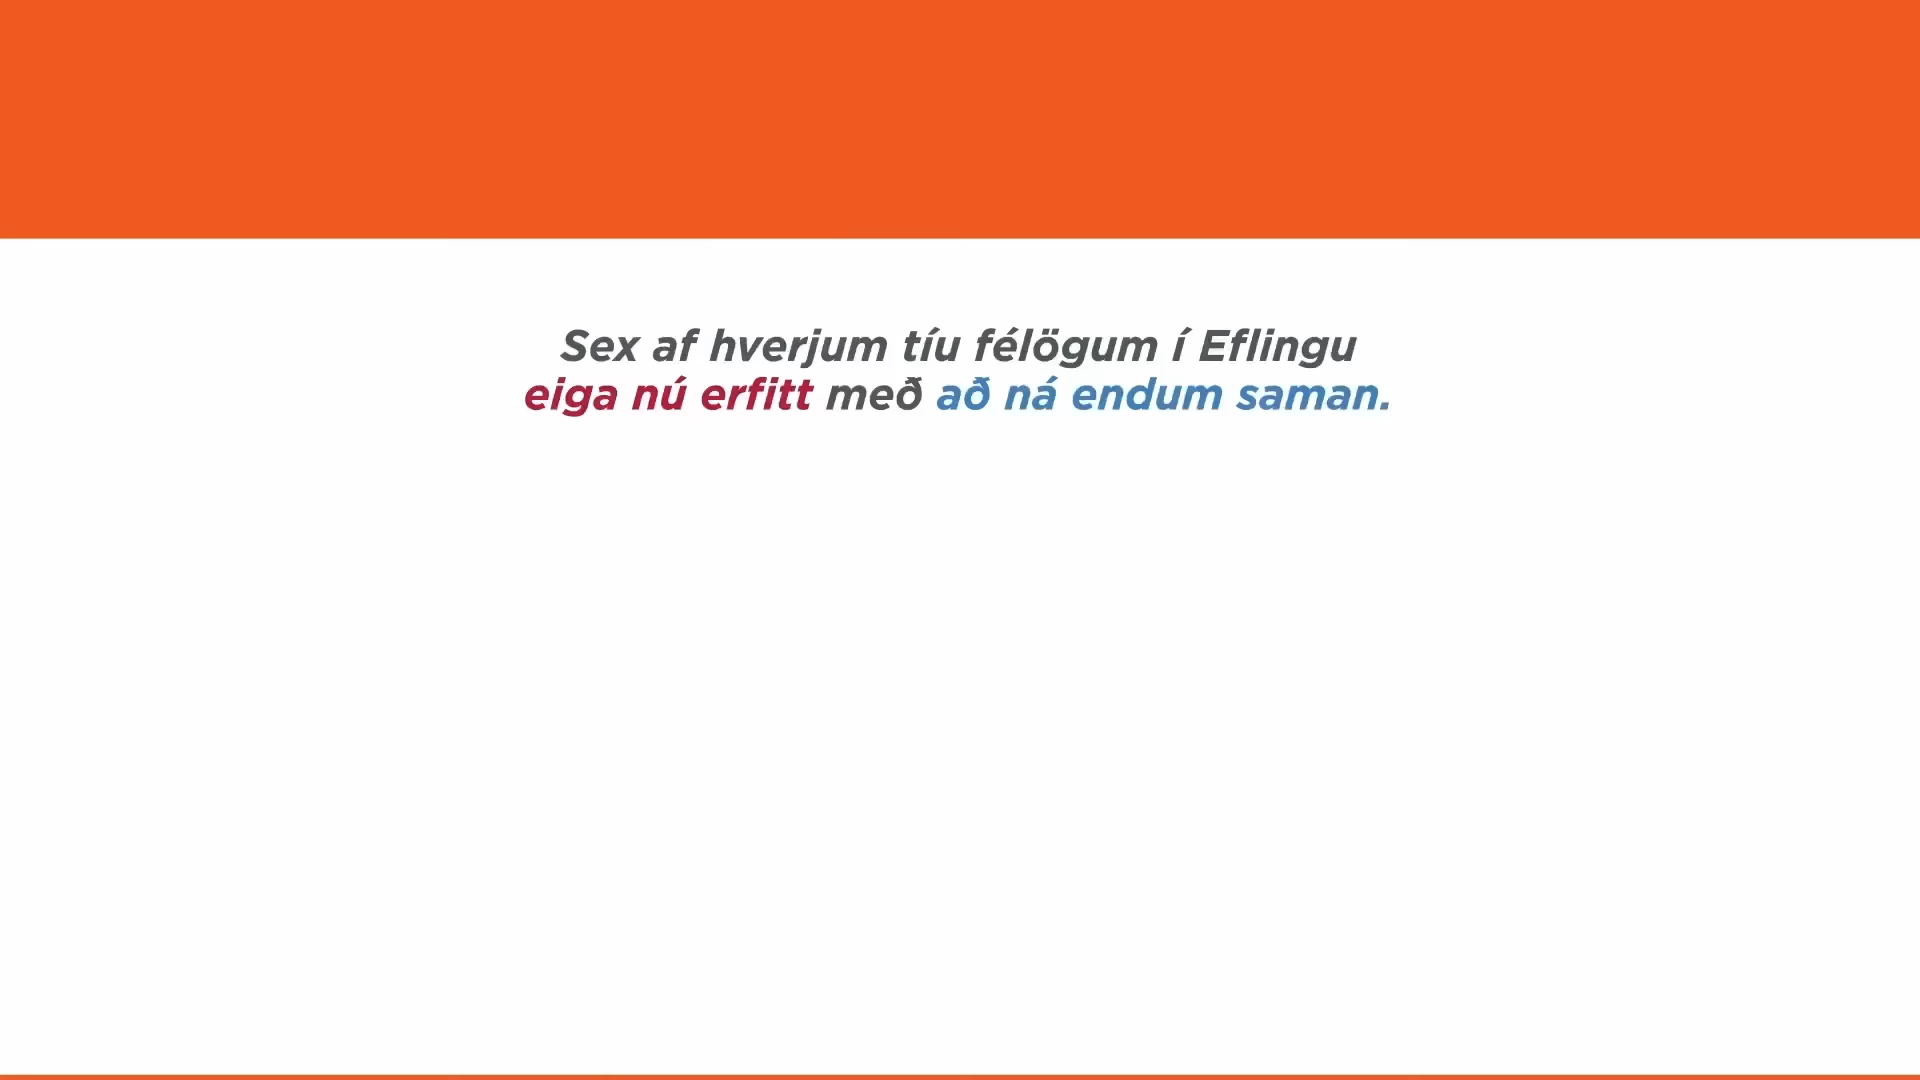 Sex af hverjum tíu félögum í Eflingu
eiga nú erfitt með að ná endum saman.